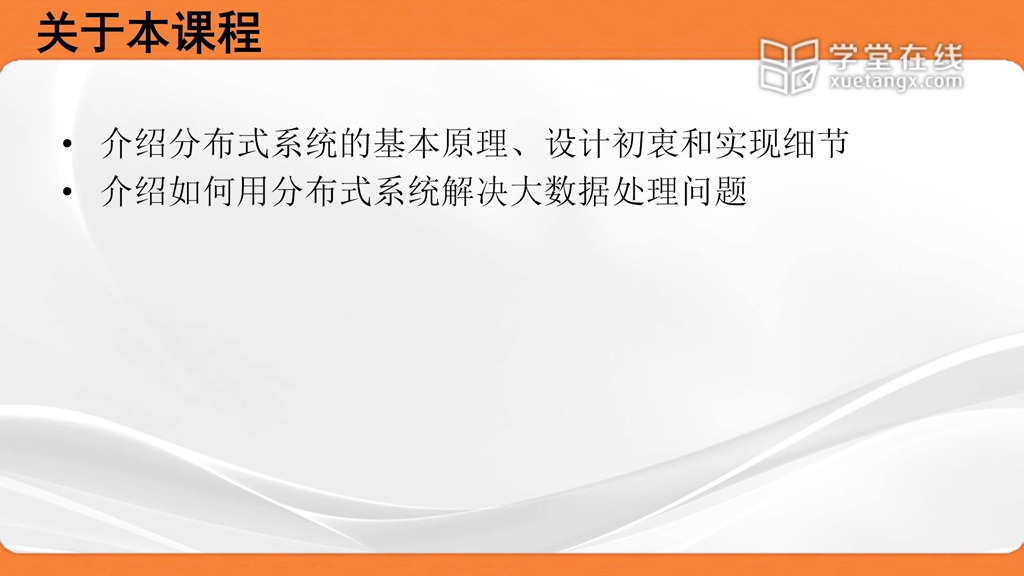 关于本课程
学堂在线
xuetangx.com
• 介绍分布式系统的基本原理、设计初衷和实现细节
• 介绍如何用分布式系统解决大数据处理问题